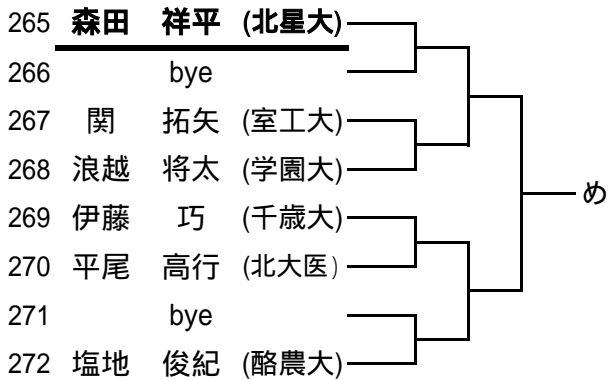 265 森田 祥平 (北星大)
266 bye
267 関 拓矢 (室工大)
268 浪越 将太 (学園大)
め
269 伊藤 巧 (千歳大)
270 平尾 高行 (北大医)
271 bye
272 塩地 俊紀 (酪農大)